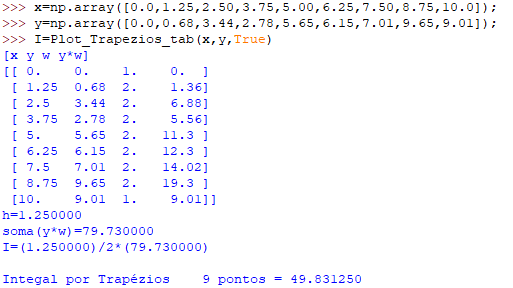 >>> x=np.array([0.0,1.25,2.50,3.75,5.00,6.25,7.50,8.75,10.0]);
>>> y=np.array([0.0,0.68,3.44,2.78,5.65,6.15,7.01,9.65,9.01]);
>>> I=Plot_Trapezios_tab(x,y,True)
[x y w y*w]
[[ 0. 0. 1. 0. ]
[ 1.25 0.68 2. 1.36]
[ 2.5 3.44 2. 6.88]
[ 3.75 2.78 2. 5.56]
[ 5. 5.65 2. 11.3 ]
[ 6.25 6.15 2. 12.3 ]
[ 7.5 7.01 2. 14.02]
[ 8.75 9.65 2. 19.3 ]
[10. 9.01 1. 9.01]]
h=1.250000
soma(y*w)=79.730000
I=(1.250000)/2*(79.730000)
Integal por Trapézios 9 pontos = 49.831250